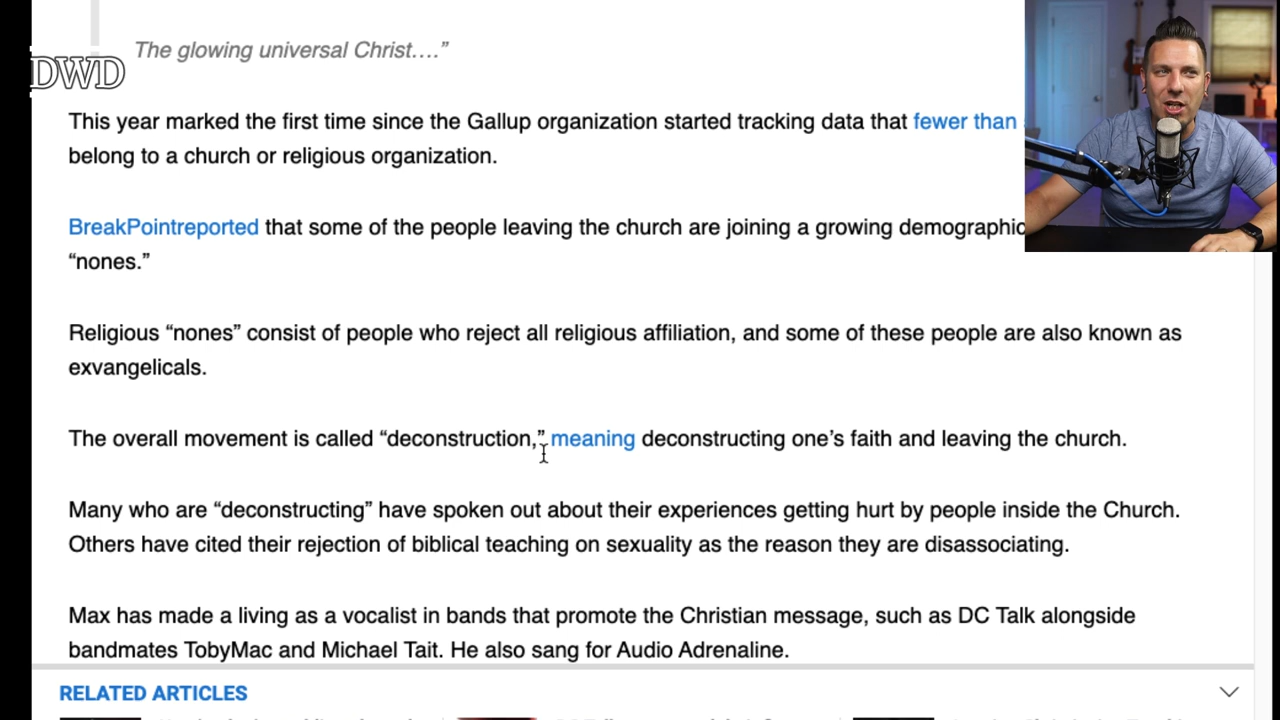 The glowing universal Christ….”
DWD
This year marked the first time since the Gallup organization started tracking data that fewer than
belong to a church or religious organization.
BreakPointreported that some of the people leaving the church are joining a growing demographic
“nones.”
Religious “nones” consist of people who reject all religious affiliation, and some of these people are also known as
exvangelicals.
The overall movement is called “deconstruction,” meaning deconstructing one’s faith and leaving the church.
Many who are “deconstructing” have spoken out about their experiences getting hurt by people inside the Church.
Others have cited their rejection of biblical teaching on sexuality as the reason they are disassociating.
Max has made a living as a vocalist in bands that promote the Christian message, such as DC Talk alongside
bandmates TobyMac and Michael Tait. He also sang for Audio Adrenaline.
RELATED ARTICLES